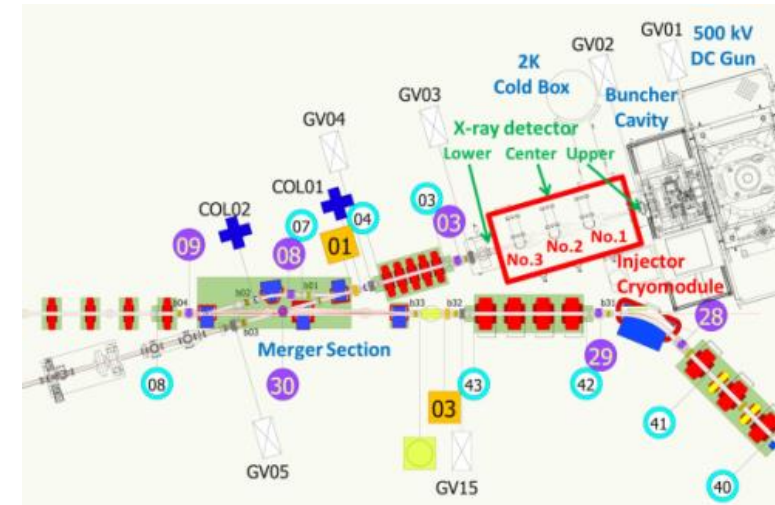 GV01
500 kV
DC Gun
GV02
2K
Cold Box
Buncher
Cavity
GV03
GV04
X-ray detector
Lower Center Upper
COL01
COL02
07
04
03
03
09
08
01
No.3
No.2
No.1
Injector
Cryomodule
b02
b01
b04
b03
b33
b32
b31
28
Merger Section
30
29
08
43
42
03
41
GV05
GV15
40